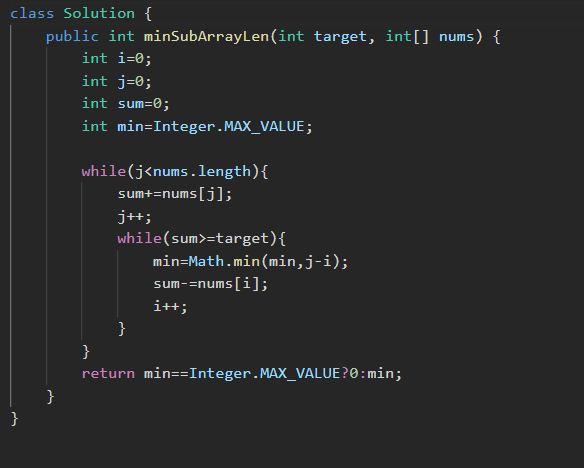 class Solution {
    public int minSubArrayLen(int target, int[] nums) {
        int i=0;
        int j=0;
        int sum=0;
        int min=Integer.MAX_VALUE;

        while(j<nums.length){
            sum+=nums[j];
            j++;
            while(sum>=target){
                min=Math.min(min,j-i);
                sum-=nums[i];
                i++;
            }
        }
        return min==Integer.MAX_VALUE?0:min;
    }
}